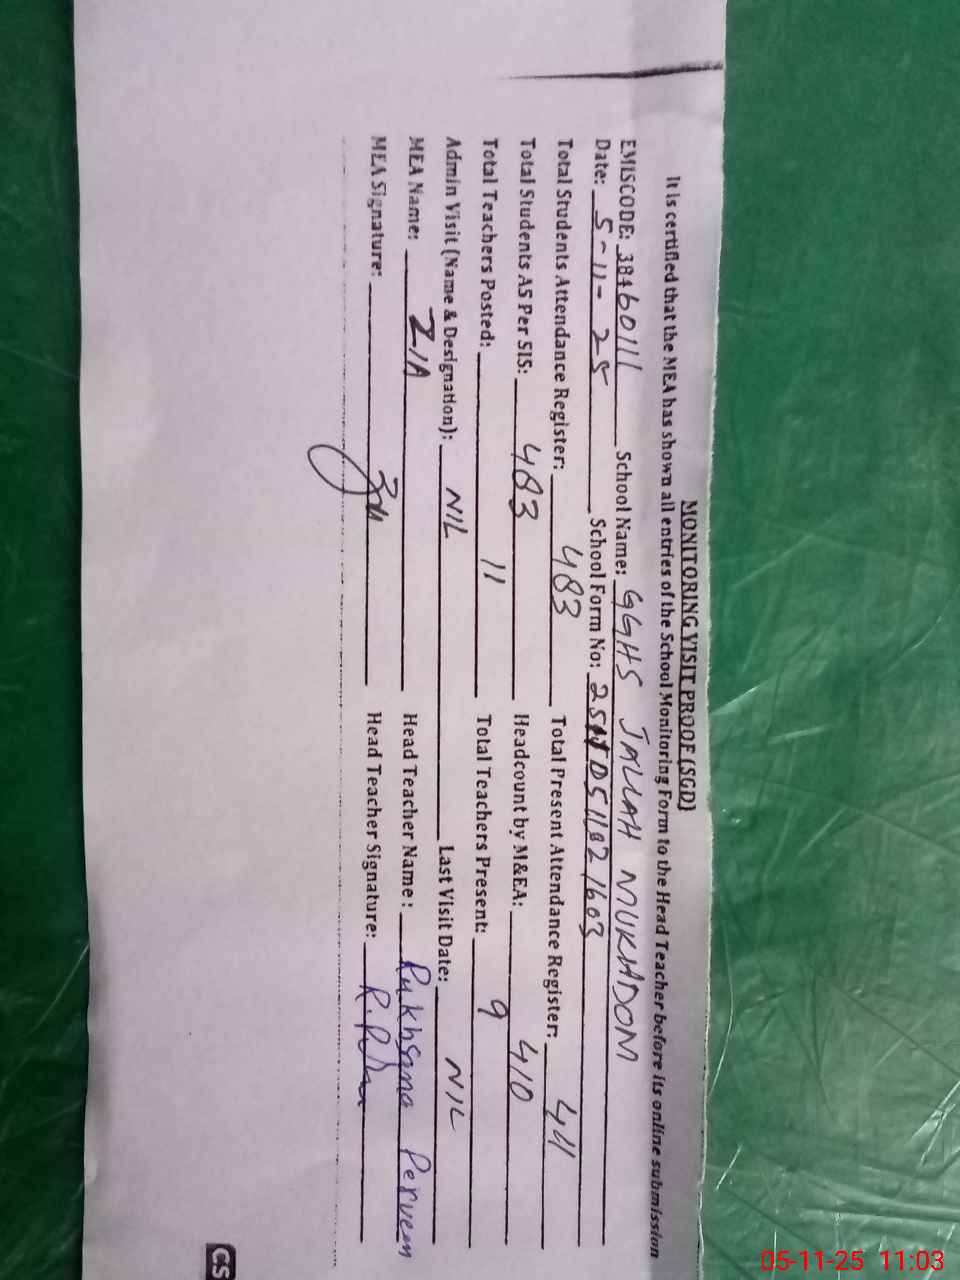 MONITORING VISIT PROOF (SGD)
It is certified that the MEA has shown all entries of the School Monitoring Form to the Head Teacher before its online submission
EMISCODE: 38460111 School Name: GGHS JALLAH MUKHDOM
Date: 5-11-25 School Form No:
Total Students Attendance Register: 483 Total Present Attendance Register: 411
Total Students AS Per SIS: 483 Headcount by M&EA: 410
Total Teachers Posted: 11 Total Teachers Present: 9
Admin Visit (Name & Designation): NIL Last Visit Date: NIL
MEA Name: ZIA Head Teacher Name: Rukhsana Perveen
MEA Signature: Head Teacher Signature:
CS
05-11-25 11:03